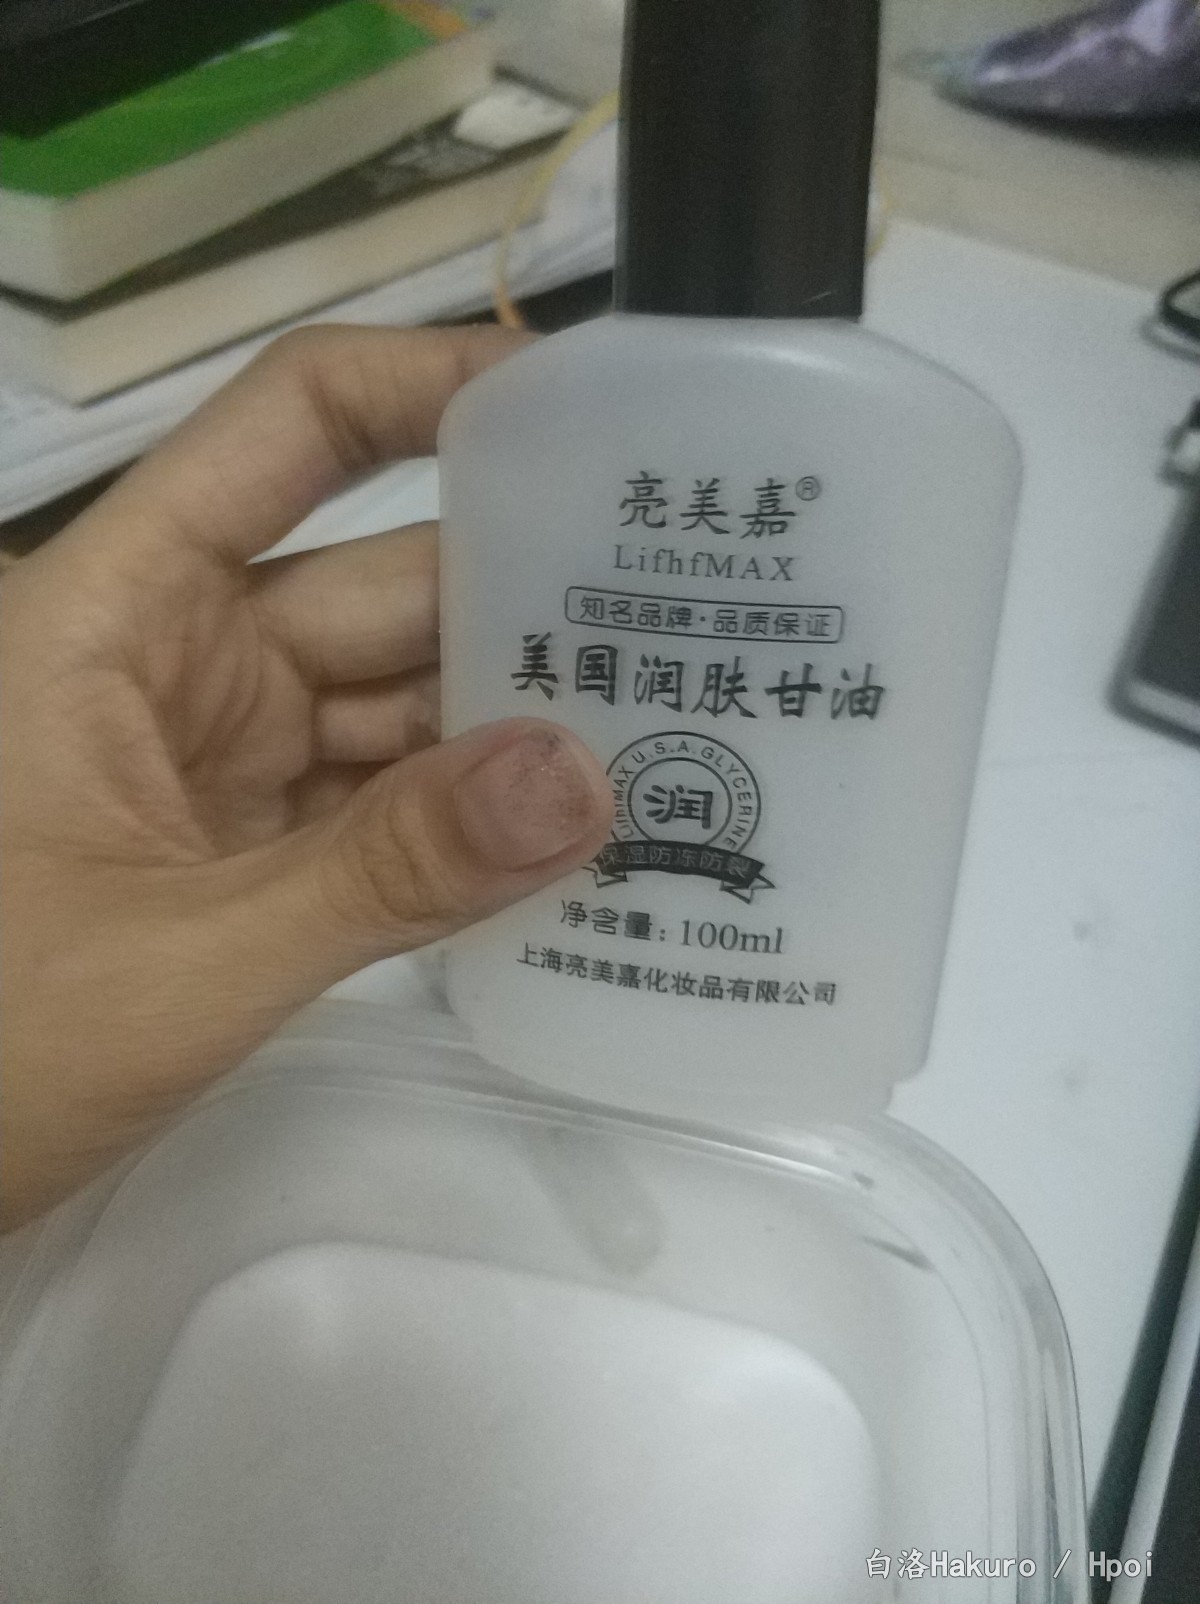 亮美嘉®
LifhfMAX
知名品牌·品质保证
美国润肤甘油
LifhfMAX U.S.A.GLYCERINE
润
保湿防冻防裂
净含量：100ml
上海亮美嘉化妆品有限公司
白洛Hakuro / Hpoi